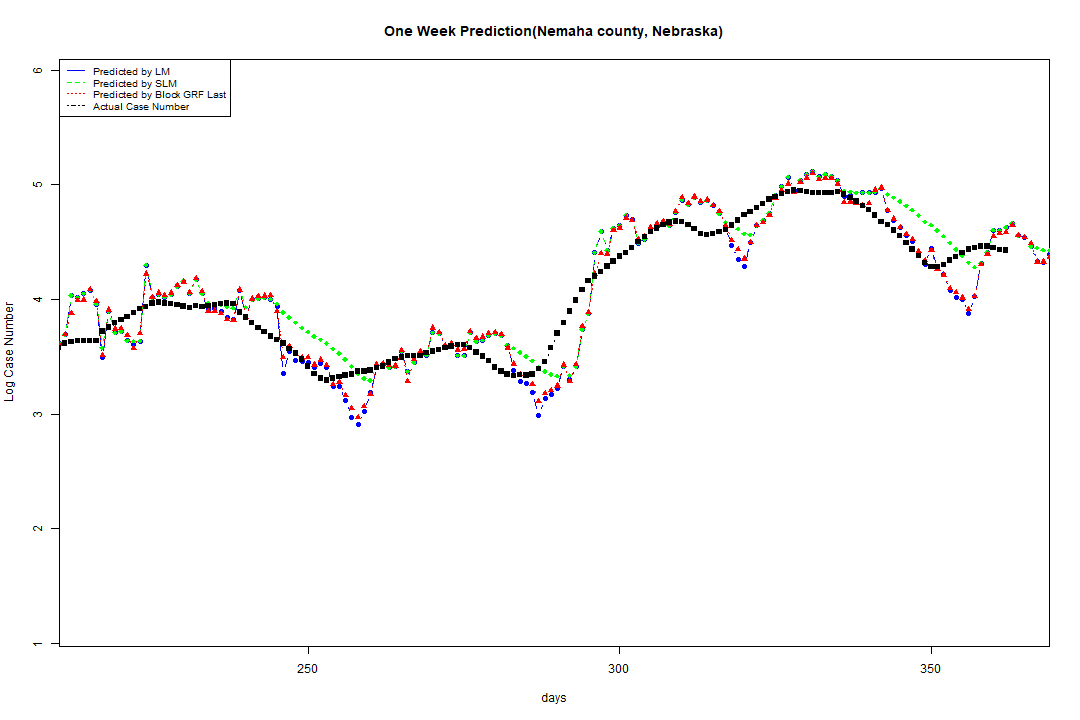 One Week Prediction(Nemaha county, Nebraska)
Predicted by LM
Predicted by SLM
Predicted by Block GRF Last
Actual Case Number
6
5
4
3
2
1
Log Case Number
250 300 350
days